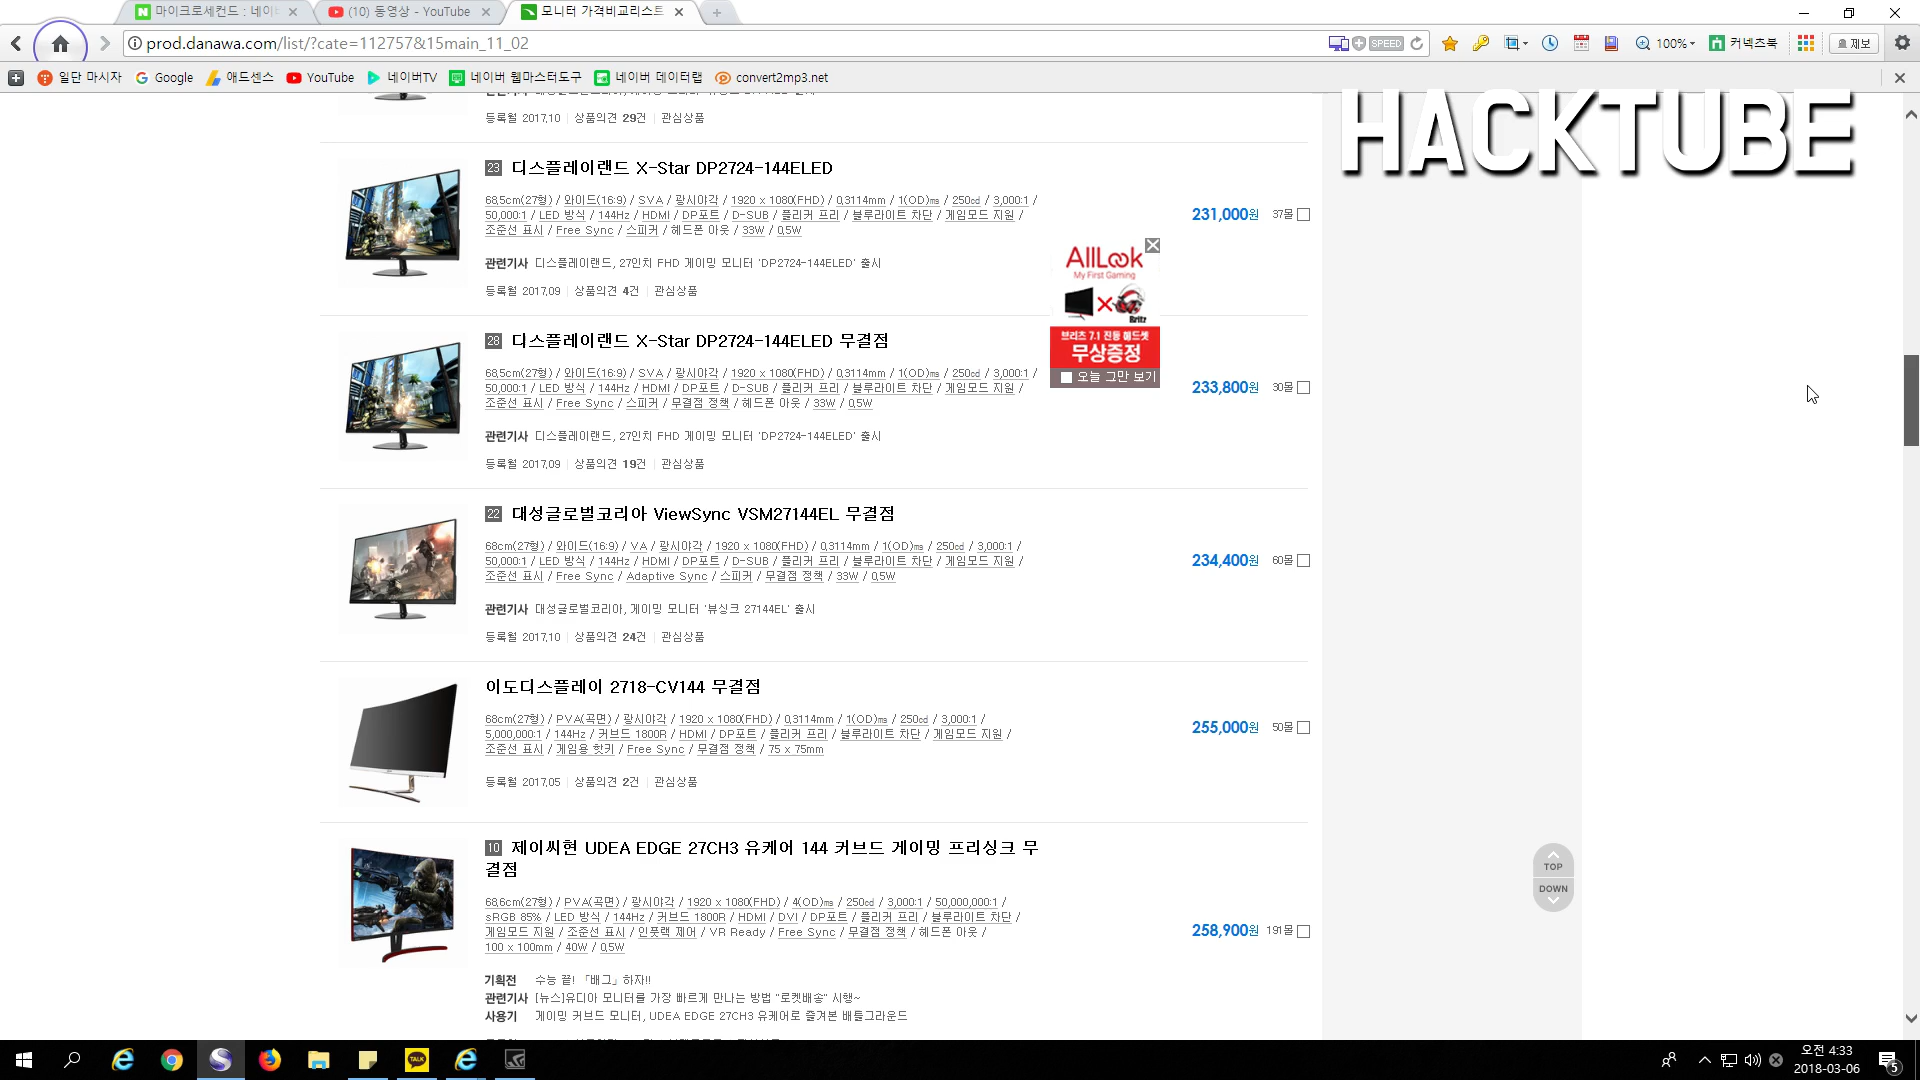 마이크로세컨드 : 네이버
(10) 동영상 - YouTube
모니터 가격비교리스트
prod.danawa.com/list/?cate=112757&15main_11_02
SPEED
100%
커넥츠북
제보
일단 마시자
Google
애드센스
YouTube
네이버TV
네이버 웹마스터도구
네이버 데이터랩
convert2mp3.net
HACKTUBE
등록월 2017.10 | 상품의견 29건 | 관심상품
23 디스플레이랜드 X-Star DP2724-144ELED
68.5cm(27형) / 와이드(16:9) / SVA / 광시야각 / 1920 x 1080(FHD) / 0.3114mm / 1(OD)㎳ / 250㏅ / 3,000:1 /
50,000:1 / LED 방식 / 144Hz / HDMI / DP포트 / D-SUB / 플리커 프리 / 블루라이트 차단 / 게임모드 지원 /
조준선 표시 / Free Sync / 스피커 / 헤드폰 아웃 / 33W / 0.5W
231,000원 37몰
관련기사 디스플레이랜드, 27인치 FHD 게이밍 모니터 'DP2724-144ELED' 출시
등록월 2017.09 | 상품의견 4건 | 관심상품
AllLook
My First Gaming
Britz
브리츠 7.1 진동 헤드셋
무상증정
오늘 그만 보기
28 디스플레이랜드 X-Star DP2724-144ELED 무결점
68.5cm(27형) / 와이드(16:9) / SVA / 광시야각 / 1920 x 1080(FHD) / 0.3114mm / 1(OD)㎳ / 250㏅ / 3,000:1 /
50,000:1 / LED 방식 / 144Hz / HDMI / DP포트 / D-SUB / 플리커 프리 / 블루라이트 차단 / 게임모드 지원 /
조준선 표시 / Free Sync / 스피커 / 무결점 정책 / 헤드폰 아웃 / 33W / 0.5W
233,800원 30몰
관련기사 디스플레이랜드, 27인치 FHD 게이밍 모니터 'DP2724-144ELED' 출시
등록월 2017.09 | 상품의견 19건 | 관심상품
22 대성글로벌코리아 ViewSync VSM27144EL 무결점
68cm(27형) / 와이드(16:9) / VA / 광시야각 / 1920 x 1080(FHD) / 0.3114mm / 1(OD)㎳ / 250㏅ / 3,000:1 /
50,000:1 / LED 방식 / 144Hz / HDMI / DP포트 / D-SUB / 플리커 프리 / 블루라이트 차단 / 게임모드 지원 /
조준선 표시 / Free Sync / Adaptive Sync / 스피커 / 무결점 정책 / 33W / 0.5W
234,400원 60몰
관련기사 대성글로벌코리아, 게이밍 모니터 '뷰싱크 27144EL' 출시
등록월 2017.10 | 상품의견 24건 | 관심상품
이도디스플레이 2718-CV144 무결점
68cm(27형) / PVA(곡면) / 광시야각 / 1920 x 1080(FHD) / 0.3114mm / 1(OD)㎳ / 250㏅ / 3,000:1 /
5,000,000:1 / 144Hz / 커브드 1800R / HDMI / DP포트 / 플리커 프리 / 블루라이트 차단 / 게임모드 지원 /
조준선 표시 / 게임용 핫키 / Free Sync / 무결점 정책 / 75 x 75mm
255,000원 50몰
등록월 2017.05 | 상품의견 2건 | 관심상품
10 제이씨현 UDEA EDGE 27CH3 유케어 144 커브드 게이밍 프리싱크 무
결점
68.6cm(27형) / PVA(곡면) / 광시야각 / 1920 x 1080(FHD) / 4(OD)㎳ / 250㏅ / 3,000:1 / 50,000,000:1 /
sRGB 85% / LED 방식 / 144Hz / 커브드 1800R / HDMI / DVI / DP포트 / 플리커 프리 / 블루라이트 차단 /
게임모드 지원 / 조준선 표시 / 인풋랙 제어 / VR Ready / Free Sync / 무결점 정책 / 헤드폰 아웃 /
100 x 100mm / 40W / 0.5W
258,900원 191몰
기획전 수능 끝! 「배그」하자!!
관련기사 [뉴스]유디아 모니터를 가장 빠르게 만나는 방법 "로켓배송" 시행~
사용기 게이밍 커브드 모니터, UDEA EDGE 27CH3 유케어로 즐겨본 배틀그라운드
TOP
DOWN
TALK
오전 4:33
2018-03-06
5